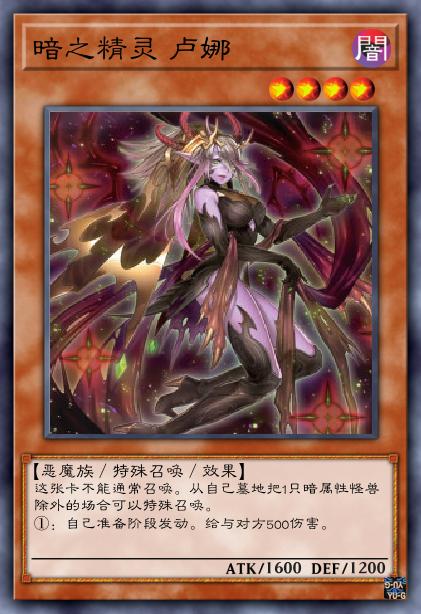 暗之精灵 卢娜
闇
【恶魔族／特殊召唤／效果】
这张卡不能通常召唤。从自己墓地把1只暗属性怪兽
除外的场合可以特殊召唤。
①：自己准备阶段发动。给与对方500伤害。
ATK/1600 DEF/1200